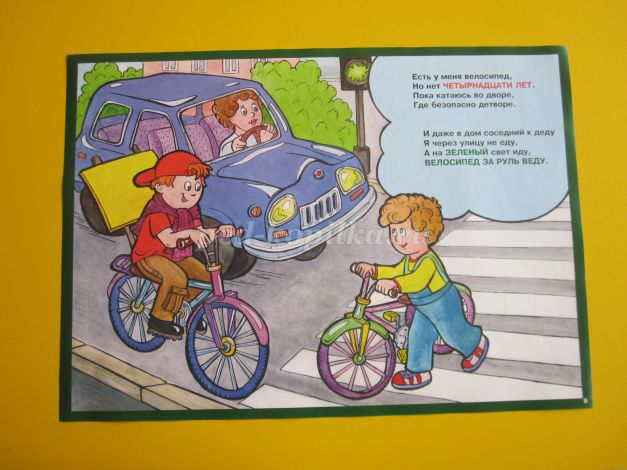 Есть у меня велосипед,
Но нет ЧЕТЫРНАДЦАТИ ЛЕТ.
Пока катаюсь во дворе,
Где безопасно детворе.
И даже в дом соседний к деду
Я через улицу не еду,
А на ЗЕЛЕНЫЙ свет иду,
ВЕЛОСИПЕД ЗА РУЛЬ ВЕДУ.